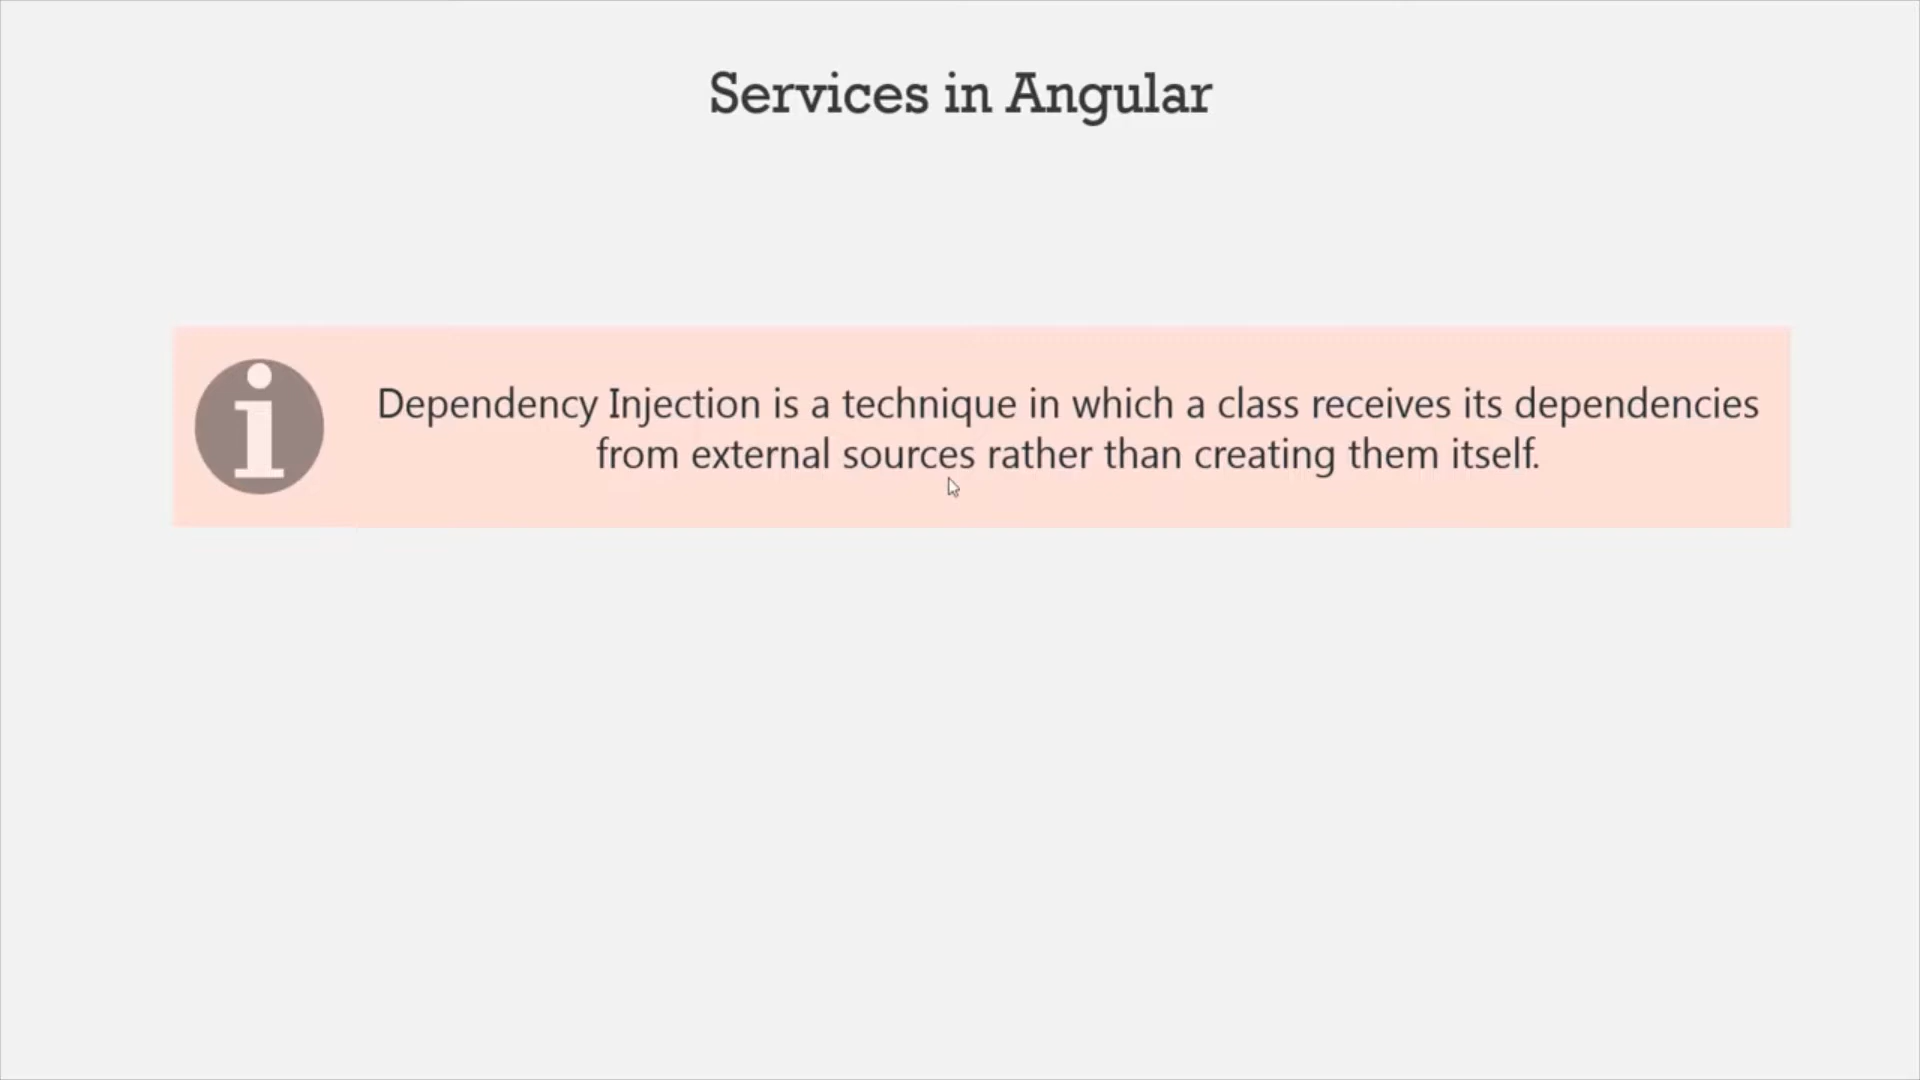 Services in Angular
Dependency Injection is a technique in which a class receives its dependencies
from external sources rather than creating them itself.